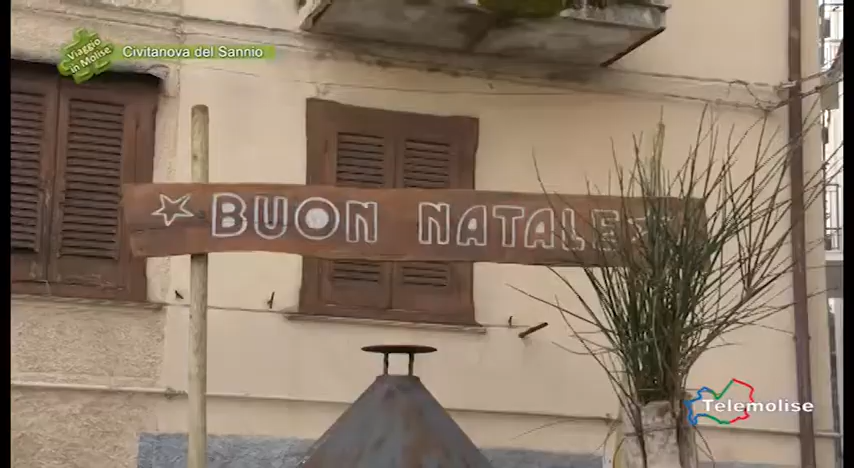 Viaggio
in Molise
Civitanova del Sannio
BUON NATALE
Telemolise